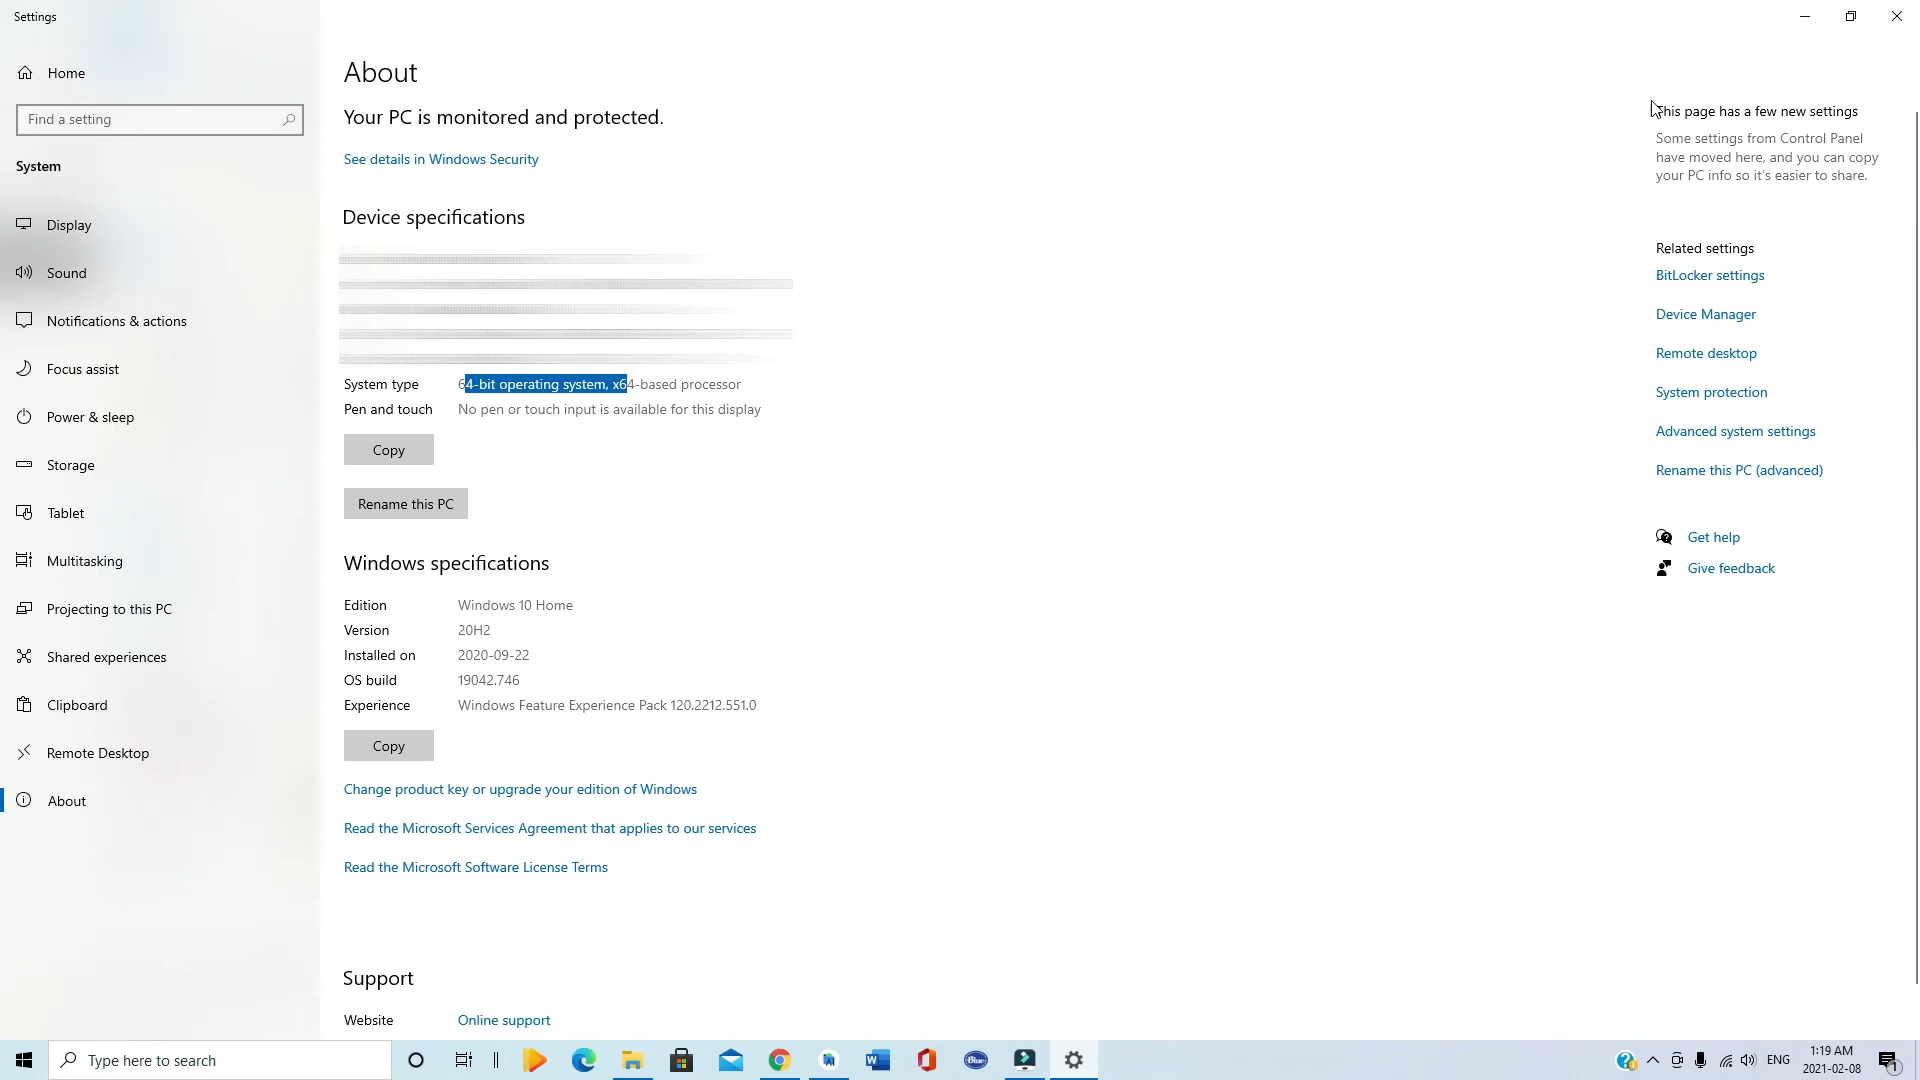 Settings
Home
Find a setting
System
Display
Sound
Notifications & actions
Focus assist
Power & sleep
Storage
Tablet
Multitasking
Projecting to this PC
Shared experiences
Clipboard
Remote Desktop
About
About
Your PC is monitored and protected.
See details in Windows Security
Device specifications
System type 64-bit operating system, x64-based processor
Pen and touch No pen or touch input is available for this display
Copy
Rename this PC
Windows specifications
Edition Windows 10 Home
Version 20H2
Installed on 2020-09-22
OS build 19042.746
Experience Windows Feature Experience Pack 120.2212.551.0
Copy
Change product key or upgrade your edition of Windows
Read the Microsoft Services Agreement that applies to our services
Read the Microsoft Software License Terms
Support
Website Online support
This page has a few new settings
Some settings from Control Panel
have moved here, and you can copy
your PC info so it's easier to share.
Related settings
BitLocker settings
Device Manager
Remote desktop
System protection
Advanced system settings
Rename this PC (advanced)
Get help
Give feedback
Type here to search
Blue
ENG
1:19 AM
2021-02-08
1